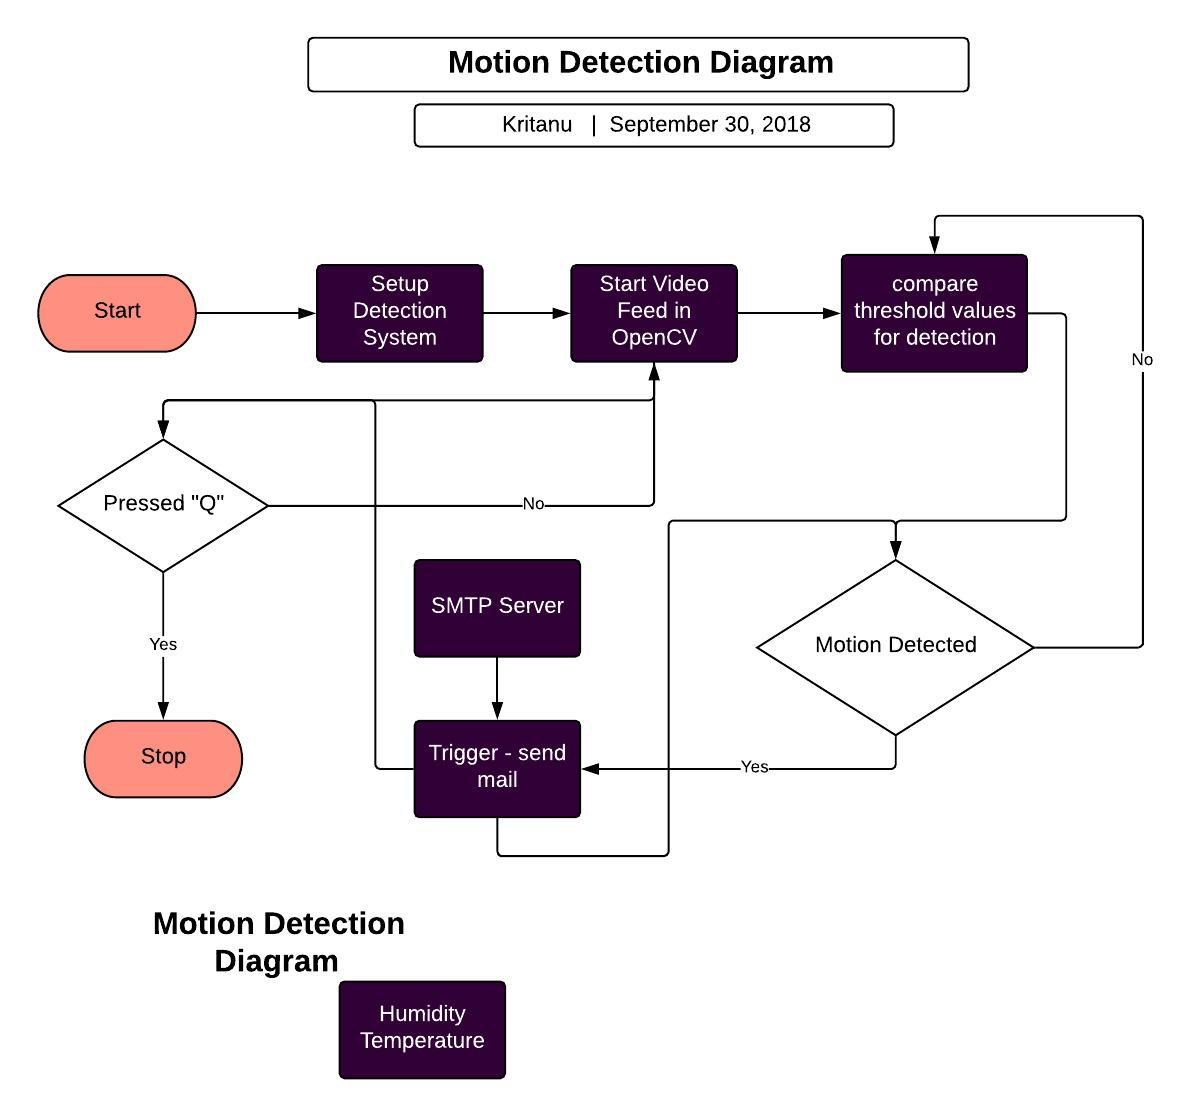 Motion Detection Diagram
Kritanu | September 30, 2018
Start
Setup
Detection
System
Start Video
Feed in
OpenCV
compare
threshold values
for detection
No
Pressed "Q"
No
SMTP Server
Motion Detected
Yes
Stop
Trigger - send
mail
Yes
Motion Detection
Diagram
Humidity
Temperature